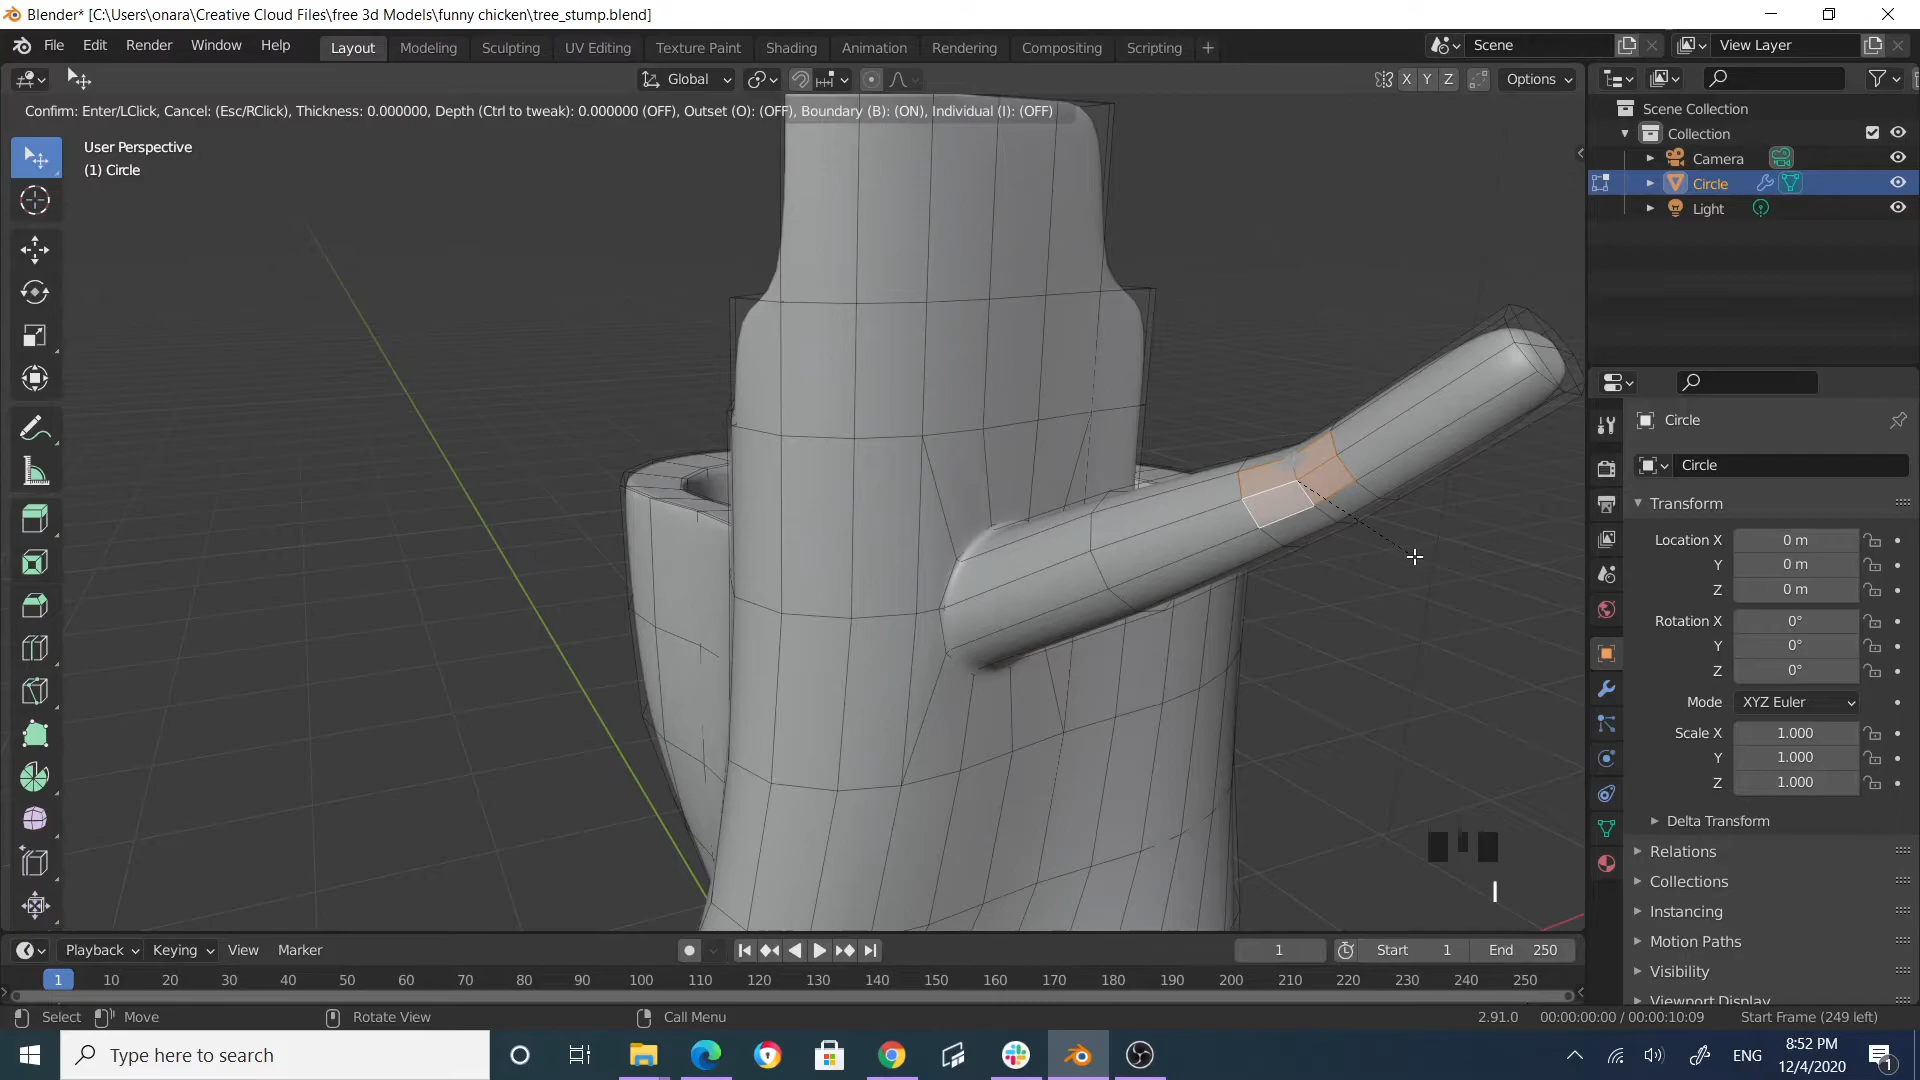 Blender* [C:\Users\onara\Creative Cloud Files\free 3d Models\funny chicken\tree_stump.blend]
File Edit Render Window Help Layout Modeling Sculpting UV Editing Texture Paint Shading Animation Rendering Compositing Scripting + Scene View Layer
Global X Y Z Options
Confirm: Enter/LClick, Cancel: (Esc/RClick), Thickness: 0.000000, Depth (Ctrl to tweak): 0.000000 (OFF), Outset (O): (OFF), Boundary (B): (ON), Individual (I): (OFF)
User Perspective
(1) Circle
Scene Collection
Collection
Camera
Circle
Light
Circle
Circle
Transform
Location X 0 m
Y 0 m
Z 0 m
Rotation X 0°
Y 0°
Z 0°
Mode XYZ Euler
Scale X 1.000
Y 1.000
Z 1.000
Delta Transform
Relations
Collections
Instancing
Motion Paths
Visibility
Viewport Display
I
Playback Keying View Marker 1 Start 1 End 250
1 10 20 30 40 50 60 70 80 90 100 110 120 130 140 150 160 170 180 190 200 210 220 230 240 250
Select Move Rotate View Call Menu 2.91.0 00:00:00:00 / 00:00:10:09 Start Frame (249 left)
Type here to search ENG 8:52 PM
12/4/2020 1